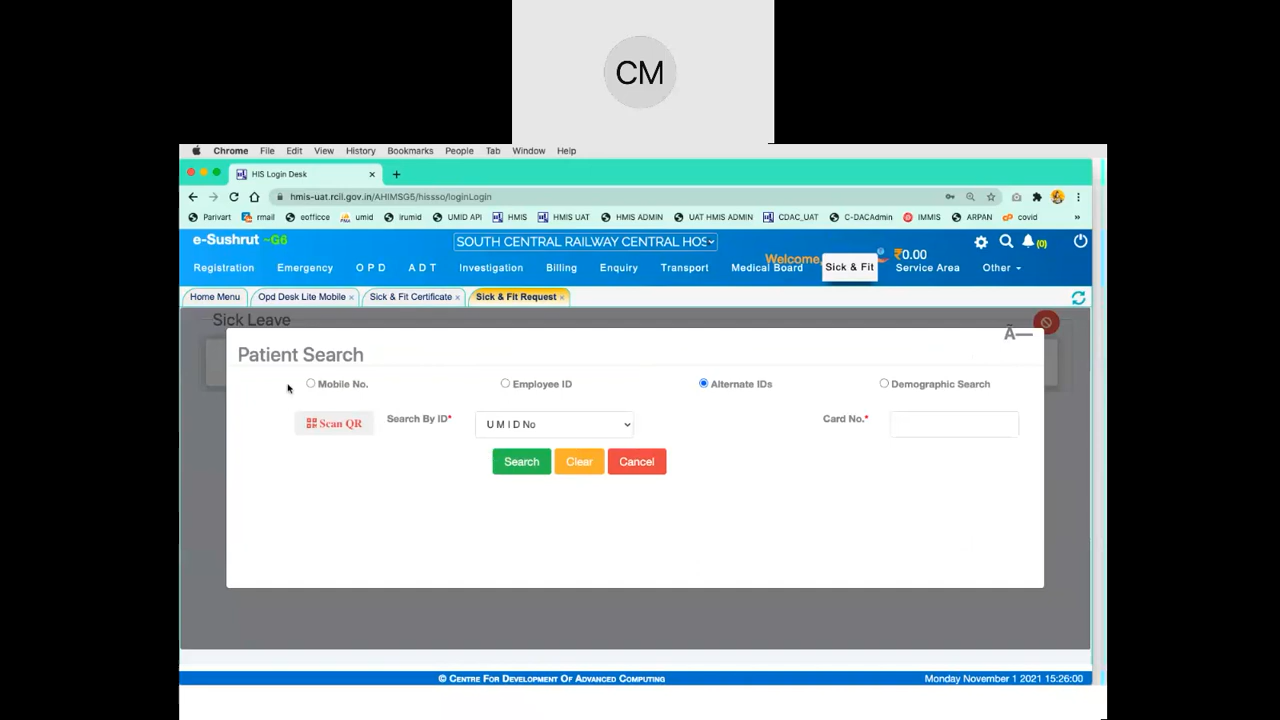 CM
Chrome File Edit View History Bookmarks People Tab Window Help
HIS Login Desk
hmis-uat.rcil.gov.in/AHIMSG5/hissso/loginLogin
Parivart rmail eofficce umid irumid UMID API HMIS HMIS UAT HMIS ADMIN UAT HMIS ADMIN CDAC_UAT C-DACAdmin IMMIS ARPAN covid »
e-Sushrut ~G6 SOUTH CENTRAL RAILWAY CENTRAL HOS (0)
Welcome, ₹0.00
Registration Emergency O P D A D T Investigation Billing Enquiry Transport Medical Board Sick & Fit Service Area Other
Home Menu Opd Desk Lite Mobile × Sick & Fit Certificate × Sick & Fit Request ×
Sick Leave
Ã—
Patient Search
Mobile No. Employee ID Alternate IDs Demographic Search
Scan QR Search By ID* U M I D No Card No.*
Search Clear Cancel
© CENTRE FOR DEVELOPMENT OF ADVANCED COMPUTING Monday November 1 2021 15:26:00